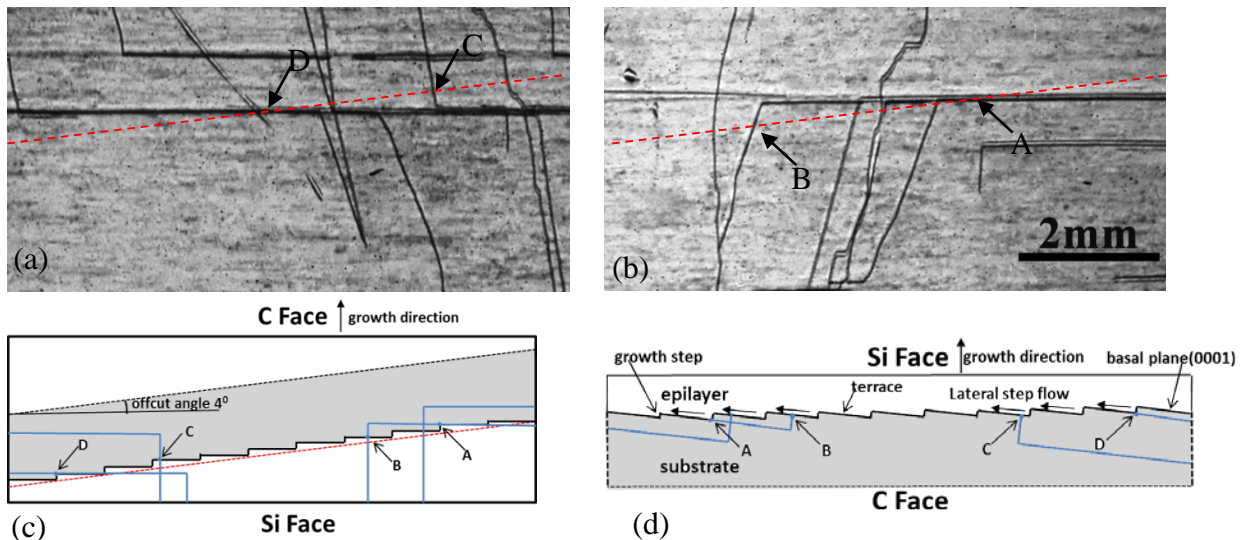 D
C
(a)
A
B
2mm
(b)
C Face
growth direction
offcut angle 4⁰
D
C
B
A
Si Face
(c)
Si Face
growth direction
growth step
basal plane(0001)
epilayer
terrace
Lateral step flow
A
B
C
D
substrate
C Face
(d)